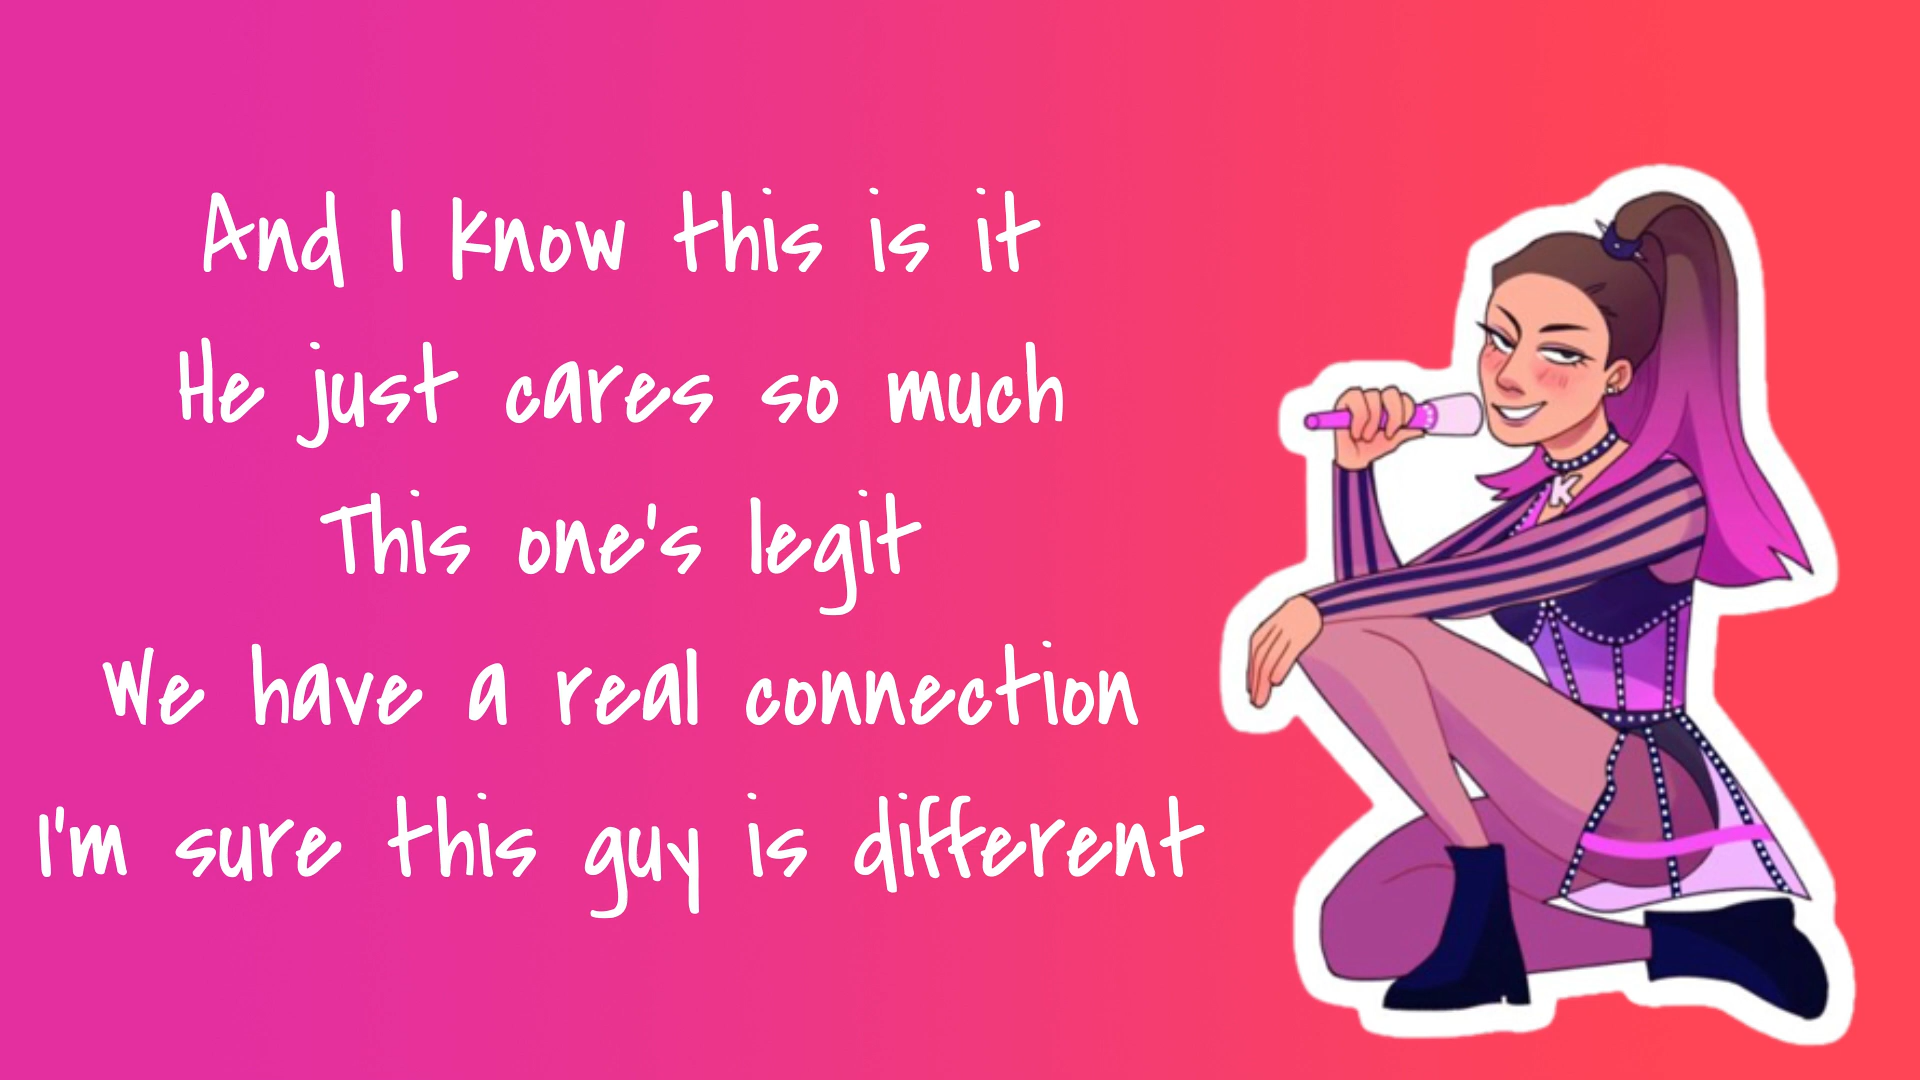 And I know this is it
He just cares so much
This one's legit
We have a real connection
I'm sure this guy is different
K